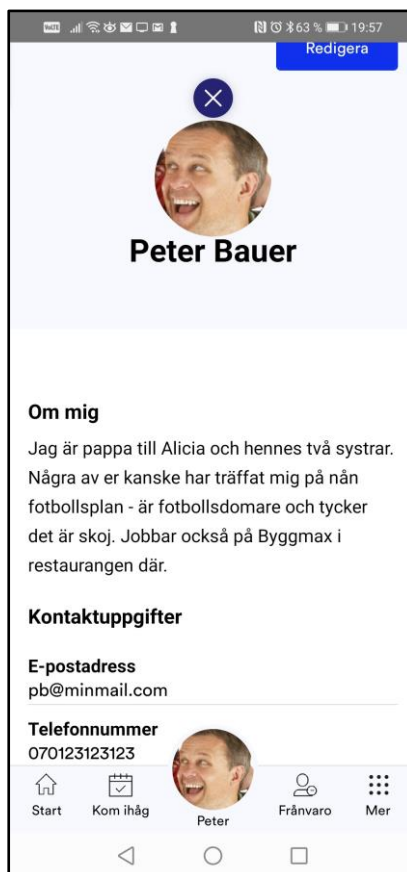 63 % 19:57
Redigera
Peter Bauer
Om mig
Jag är pappa till Alicia och hennes två systrar.
Några av er kanske har träffat mig på nån
fotbollsplan - är fotbollsdomare och tycker
det är skoj. Jobbar också på Byggmax i
restaurangen där.
Kontaktuppgifter
E-postadress
pb@minmail.com
Telefonnummer
070123123123
Start Kom ihåg Peter Frånvaro Mer